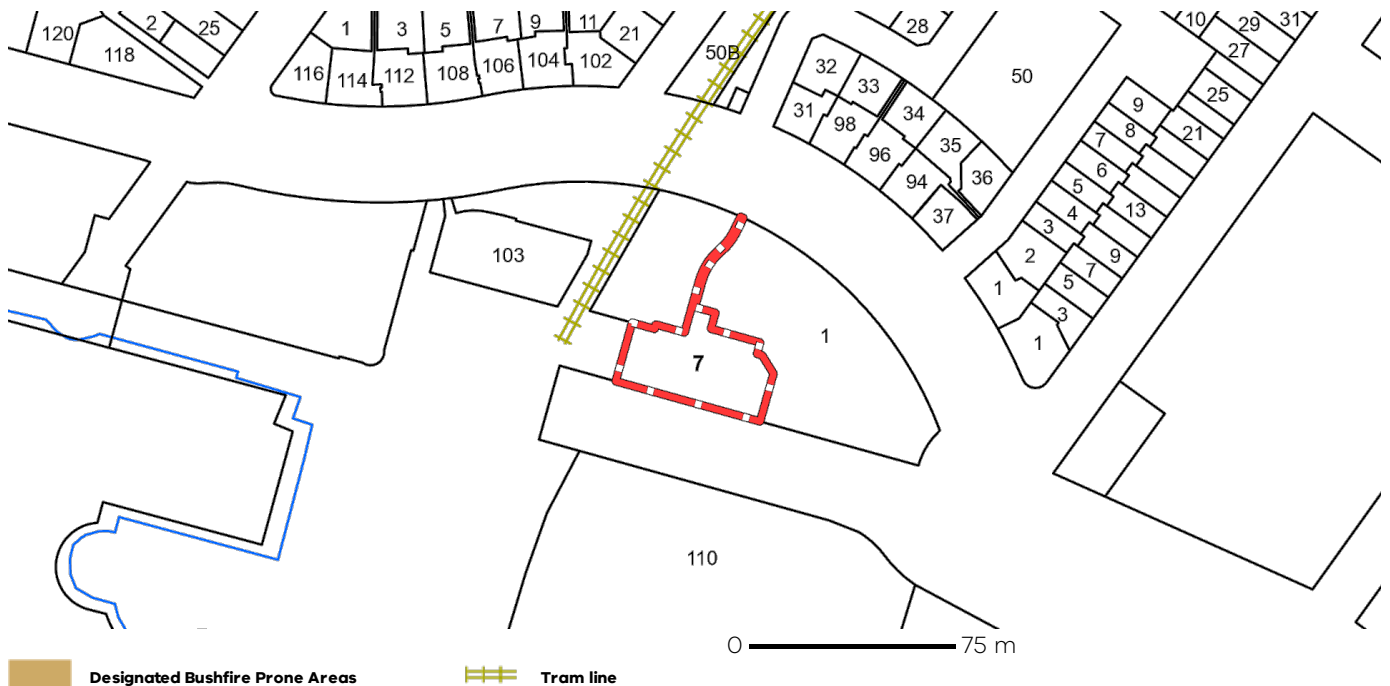 120 118 2 25 1 3 5 7 9 11 21
116 114 112 108 106 104 102
50B 28 50 10 29 31 27
32 33 31 98 34 35 96 94 36 37
9 8 7 6 5 4 3 2 1
25 21 13 9 7 5 3 1
103
1
7
110
0 75 m
Designated Bushfire Prone Areas Tram line